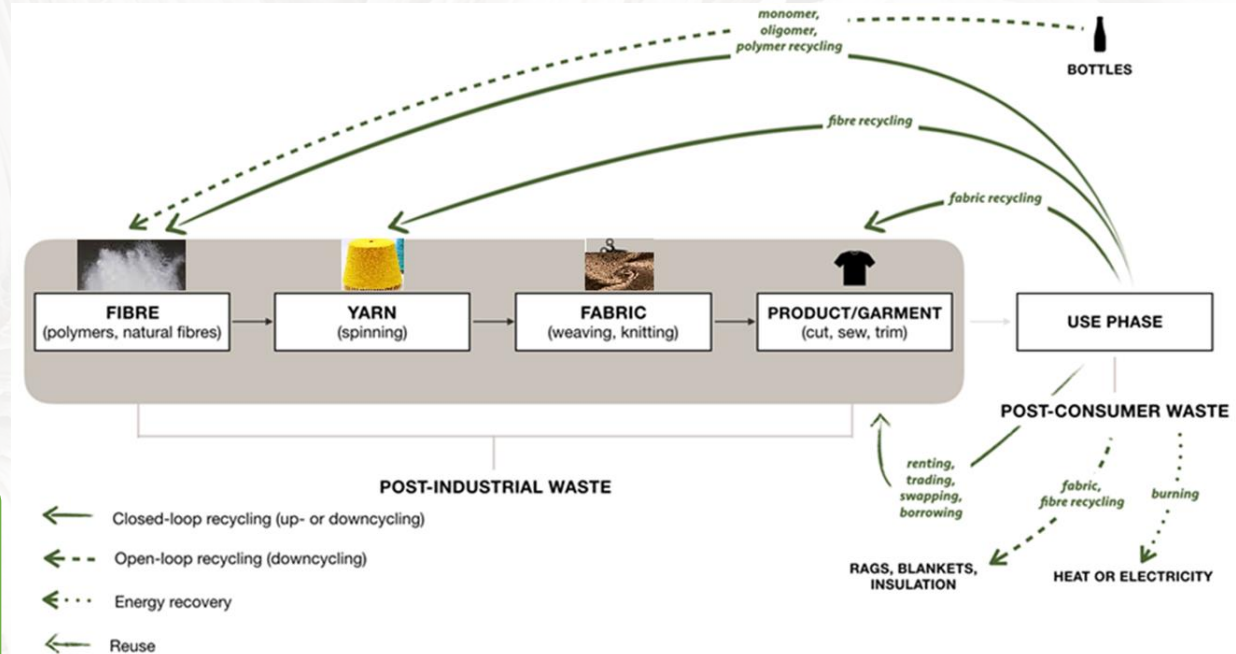 monomer,
oligomer,
polymer recycling
BOTTLES
fibre recycling
fabric recycling
FIBRE
(polymers, natural fibres)
YARN
(spinning)
FABRIC
(weaving, knitting)
PRODUCT/GARMENT
(cut, sew, trim)
USE PHASE
POST-CONSUMER WASTE
renting,
trading,
swapping,
borrowing
fabric,
fibre recycling
burning
POST-INDUSTRIAL WASTE
RAGS, BLANKETS,
INSULATION
HEAT OR ELECTRICITY
Closed-loop recycling (up- or downcycling)
Open-loop recycling (downcycling)
Energy recovery
Reuse